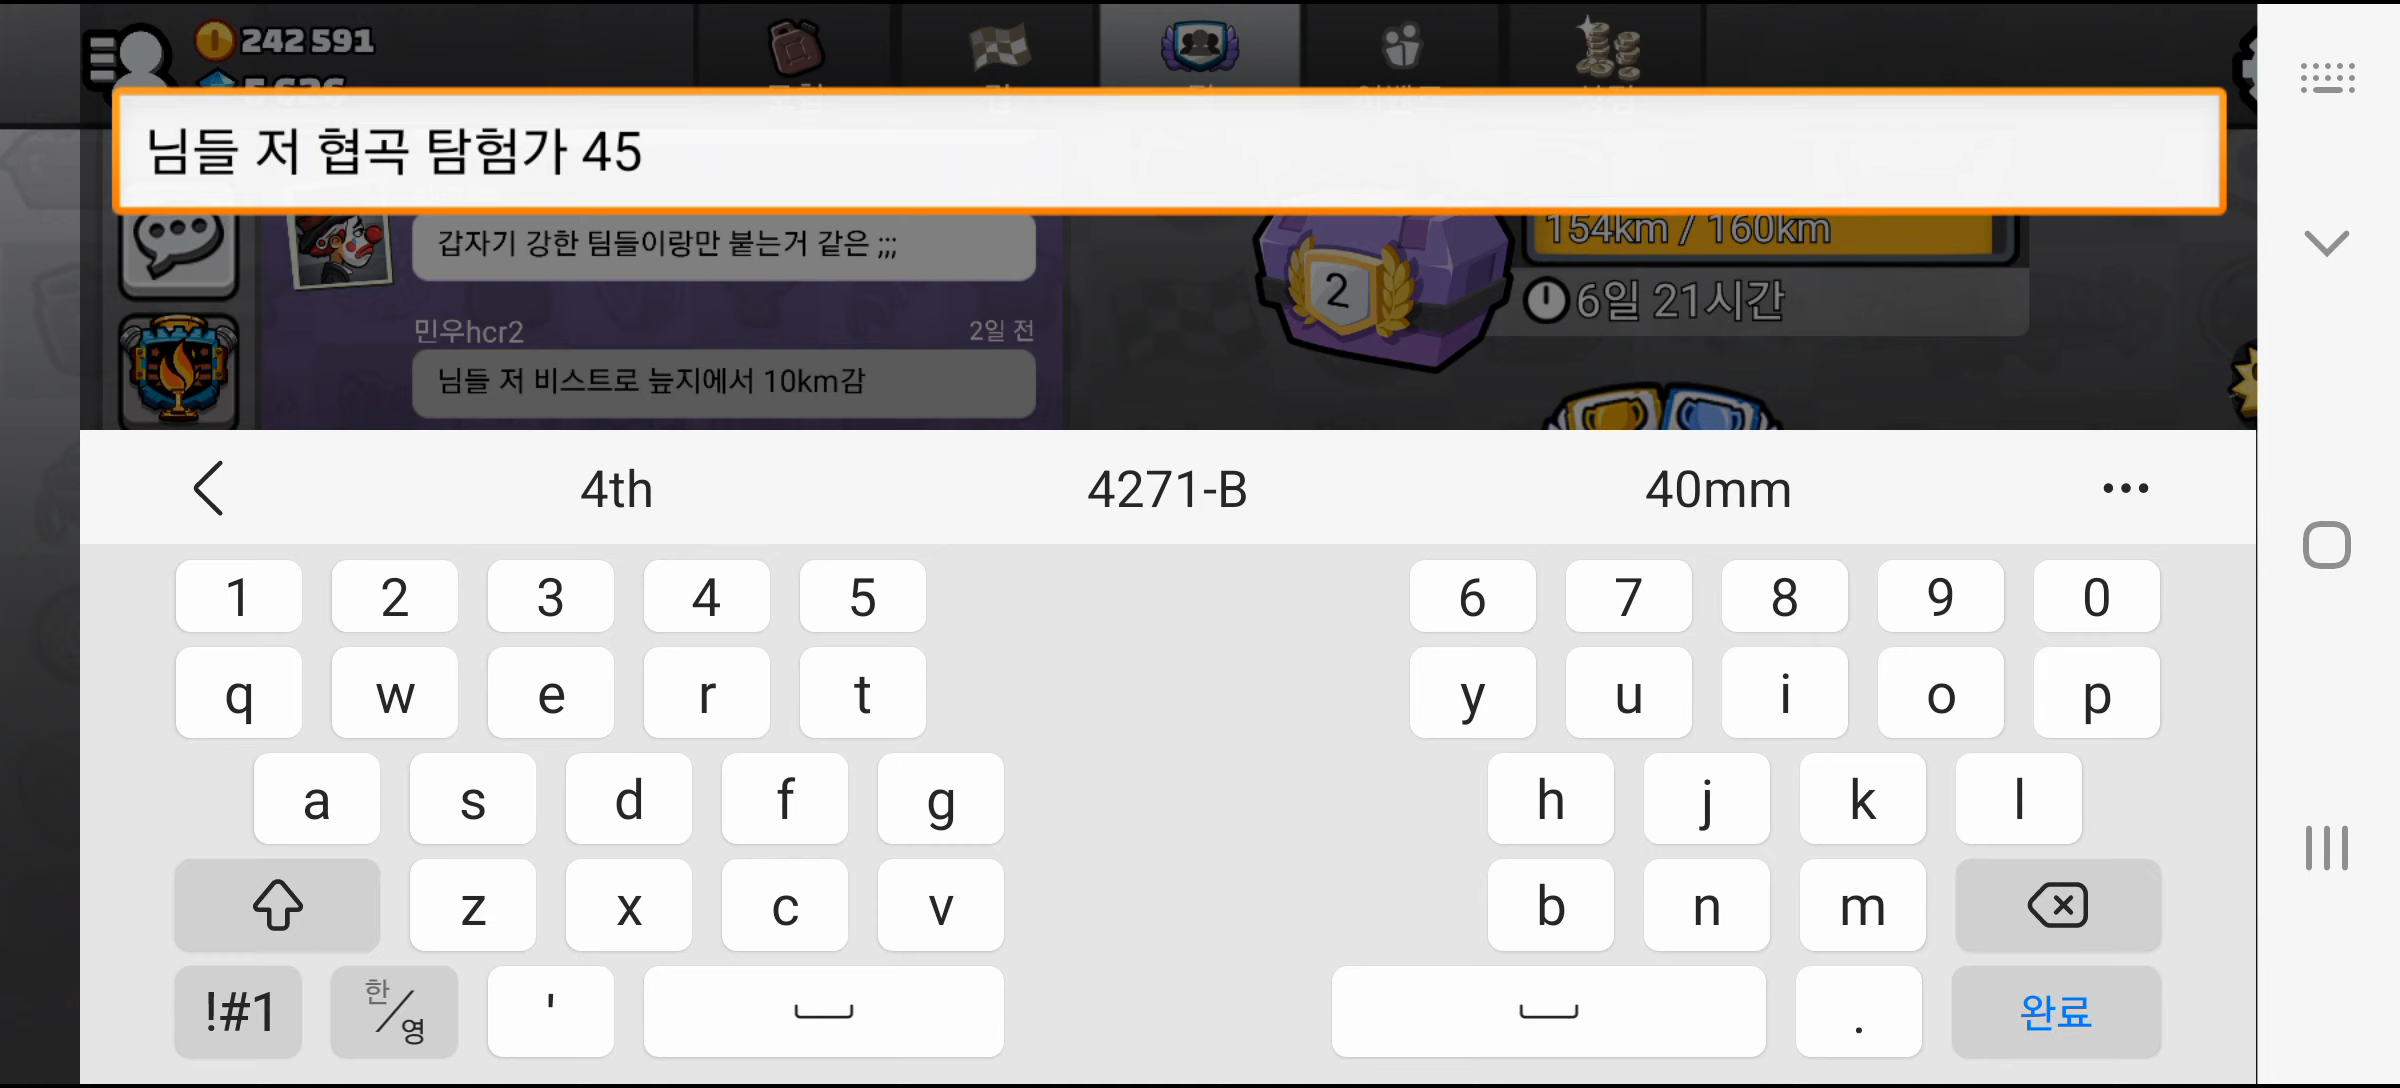 242 591
5 626
님들 저 협곡 탐험가 45
갑자기 강한 팀들이랑만 붙는거 같은 ;;;
154km / 160km
2
6일 21시간
민우hcr2
2일 전
님들 저 비스트로 늪지에서 10km감
4th
4271-B
40mm
1 2 3 4 5 6 7 8 9 0
q w e r t y u i o p
a s d f g h j k l
z x c v b n m
!#1 한/영 ' . 완료